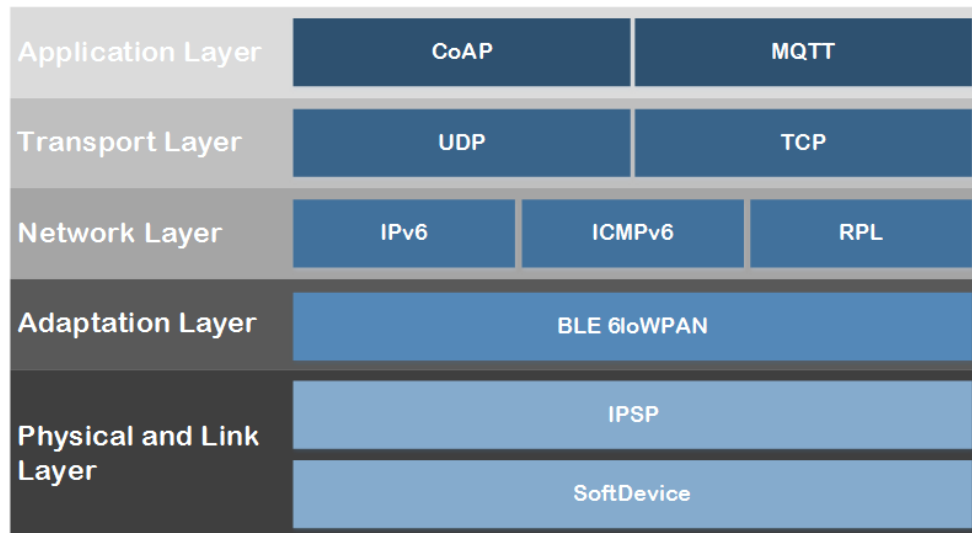 Application Layer
CoAP
MQTT
Transport Layer
UDP
TCP
Network Layer
IPv6
ICMPv6
RPL
Adaptation Layer
BLE 6loWPAN
Physical and Link
Layer
IPSP
SoftDevice